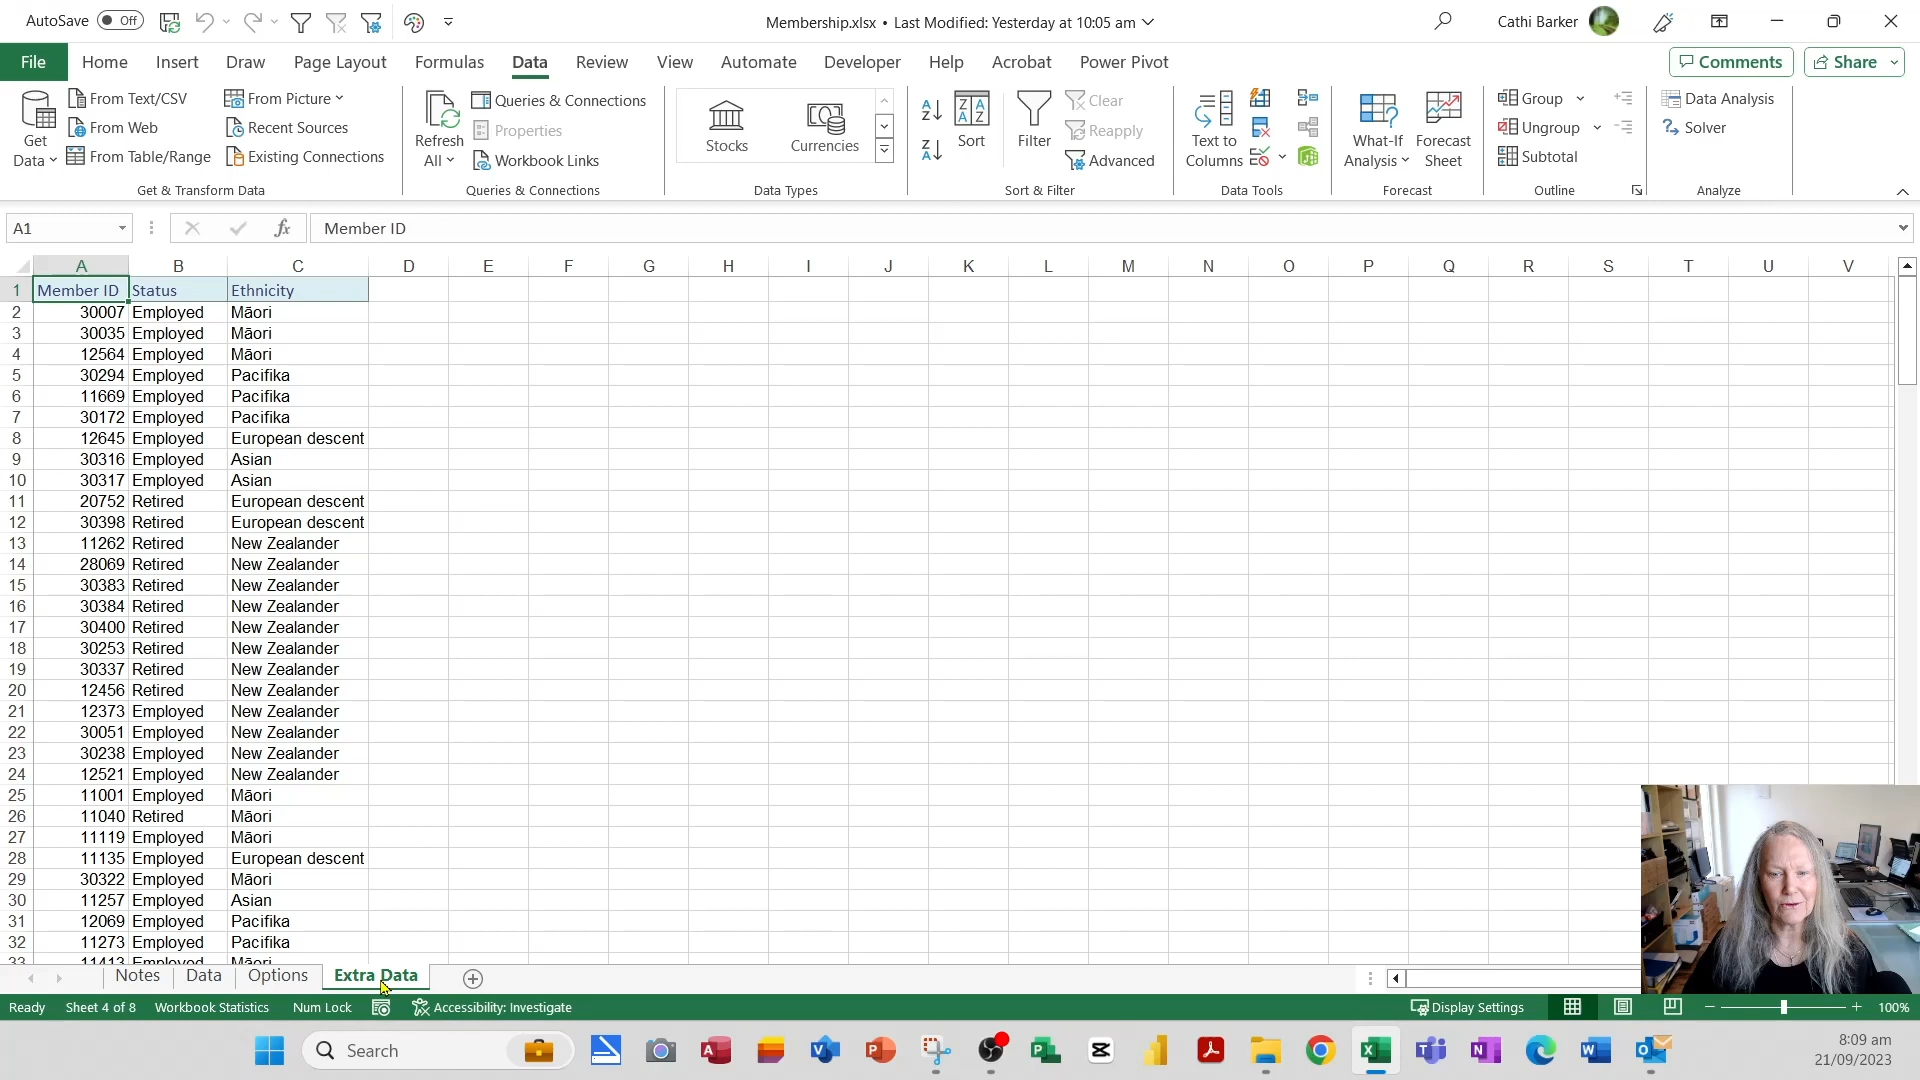 AutoSave Off
Membership.xlsx • Last Modified: Yesterday at 10:05 am
Cathi Barker
File Home Insert Draw Page Layout Formulas Data Review View Automate Developer Help Acrobat Power Pivot
Comments Share
Get Data
From Text/CSV
From Web
From Table/Range
From Picture
Recent Sources
Existing Connections
Get & Transform Data
Refresh All
Queries & Connections
Properties
Workbook Links
Queries & Connections
Stocks
Currencies
Data Types
Sort
Filter
Clear
Reapply
Advanced
Sort & Filter
Text to Columns
Data Tools
What-If Analysis
Forecast Sheet
Forecast
Group
Ungroup
Subtotal
Outline
Data Analysis
Solver
Analyze
A1
fx
Member ID
A B C D E F G H I J K L M N O P Q R S T U V
1 Member ID Status Ethnicity
2 30007 Employed Māori
3 30035 Employed Māori
4 12564 Employed Māori
5 30294 Employed Pacifika
6 11669 Employed Pacifika
7 30172 Employed Pacifika
8 12645 Employed European descent
9 30316 Employed Asian
10 30317 Employed Asian
11 20752 Retired European descent
12 30398 Retired European descent
13 11262 Retired New Zealander
14 28069 Retired New Zealander
15 30383 Retired New Zealander
16 30384 Retired New Zealander
17 30400 Retired New Zealander
18 30253 Retired New Zealander
19 30337 Retired New Zealander
20 12456 Retired New Zealander
21 12373 Employed New Zealander
22 30051 Employed New Zealander
23 30238 Employed New Zealander
24 12521 Employed New Zealander
25 11001 Employed Māori
26 11040 Retired Māori
27 11119 Employed Māori
28 11135 Employed European descent
29 30322 Employed Māori
30 11257 Employed Asian
31 12069 Employed Pacifika
32 11273 Employed Pacifika
33 11413 Employed Māori
Notes Data Options Extra Data
Ready Sheet 4 of 8 Workbook Statistics Num Lock Accessibility: Investigate
Display Settings
100%
Search
8:09 am
21/09/2023